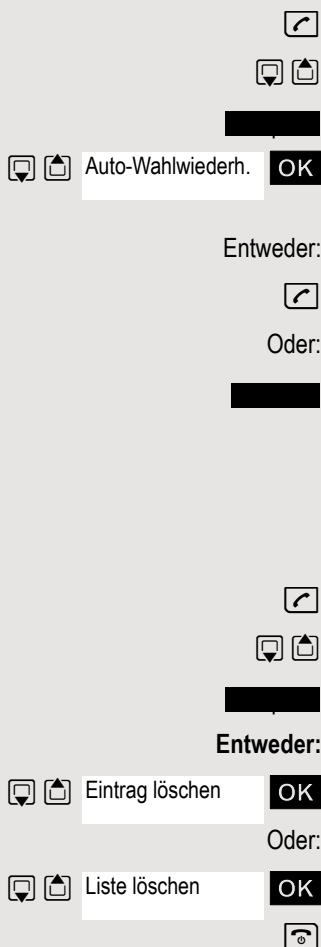 Auto-Wahlwiederh. OK
Entweder:
Oder:
Entweder:
Eintrag löschen OK
Oder:
Liste löschen OK